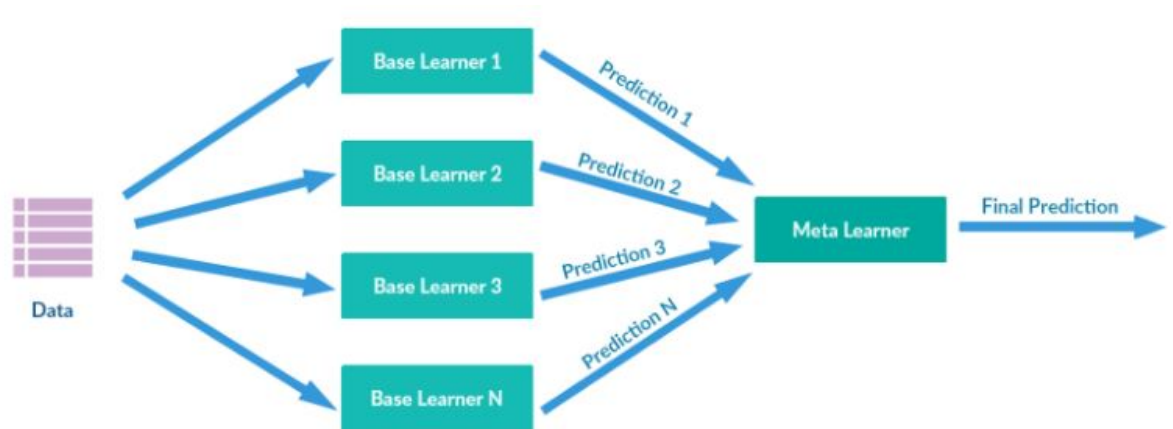 Base Learner 1
Prediction 1
Base Learner 2
Prediction 2
Data
Meta Learner
Final Prediction
Base Learner 3
Prediction 3
Base Learner N
Prediction N